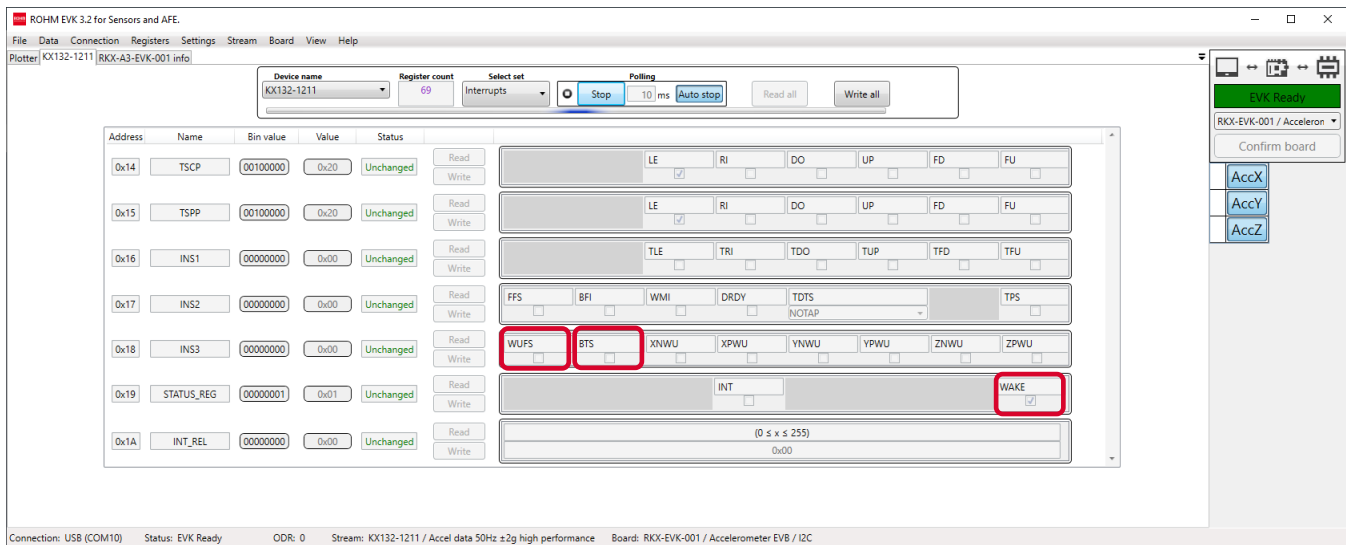 ROHM EVK 3.2 for Sensors and AFE.
File Data Connection Registers Settings Stream Board View Help
Plotter KX132-1211 RKX-A3-EVK-001 info
Device name Register count Select set Polling
KX132-1211 69 Interrupts Stop 10 ms Auto stop Read all Write all
EVK Ready
RKX-EVK-001 / Acceleron
Confirm board
AccX
AccY
AccZ
Address Name Bin value Value Status
0x14 TSCP 00100000 0x20 Unchanged Read Write LE RI DO UP FD FU
0x15 TSPP 00100000 0x20 Unchanged Read Write LE RI DO UP FD FU
0x16 INS1 00000000 0x00 Unchanged Read Write TLE TRI TDO TUP TFD TFU
0x17 INS2 00000000 0x00 Unchanged Read Write FFS BFI WMI DRDY TDTS NOTAP TPS
0x18 INS3 00000000 0x00 Unchanged Read Write WUFS BTS XNWU XPWU YNWU YPWU ZNWU ZPWU
0x19 STATUS_REG 00000001 0x01 Unchanged Read Write INT WAKE
0x1A INT_REL 00000000 0x00 Unchanged Read Write (0 ≤ x ≤ 255) 0x00
Connection: USB (COM10) Status: EVK Ready ODR: 0 Stream: KX132-1211 / Accel data 50Hz ±2g high performance Board: RKX-EVK-001 / Accelerometer EVB / I2C